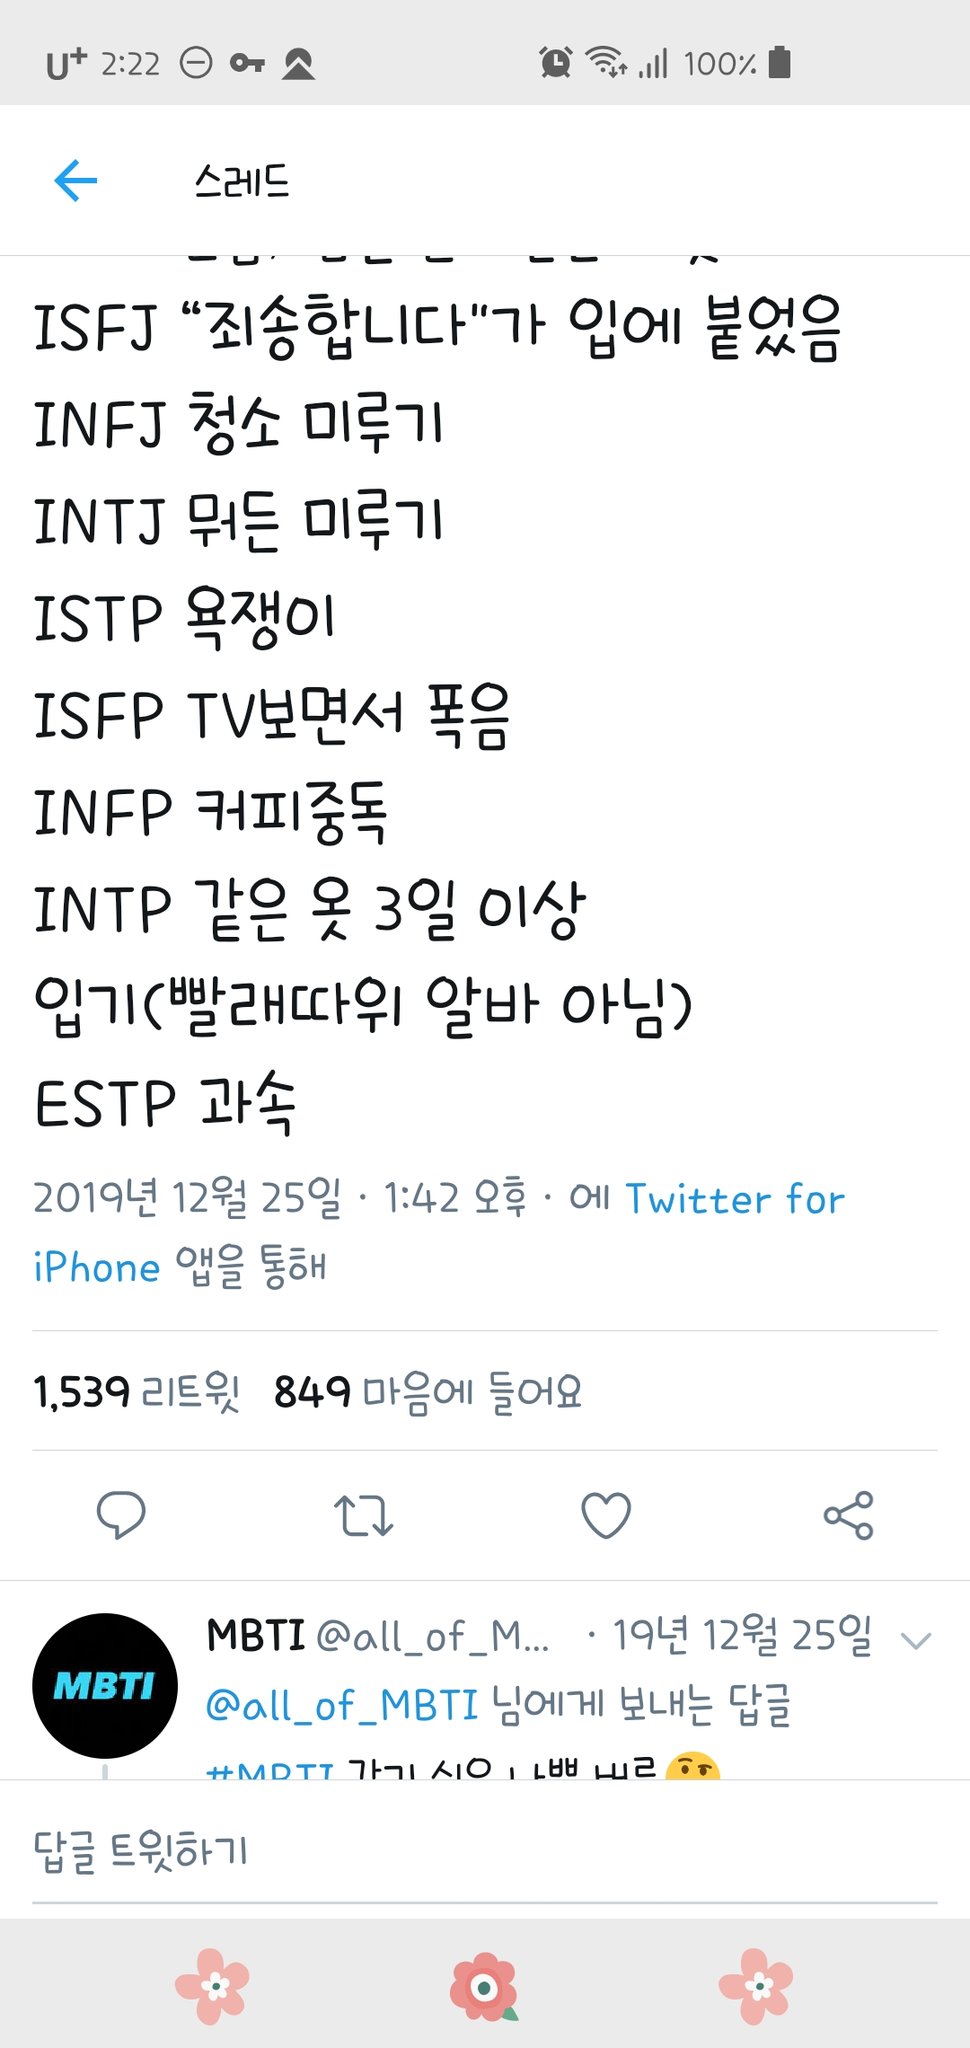 U+ 2:22 100%
스레드
ISFJ “죄송합니다"가 입에 붙었음
INFJ 청소 미루기
INTJ 뭐든 미루기
ISTP 욕쟁이
ISFP TV보면서 폭음
INFP 커피중독
INTP 같은 옷 3일 이상
입기(빨래따위 알바 아님)
ESTP 과속
2019년 12월 25일 · 1:42 오후 · 에 Twitter for
iPhone 앱을 통해
1,539 리트윗 849 마음에 들어요
MBTI @all_of_M... · 19년 12월 25일
MBTI
@all_of_MBTI 님에게 보내는 답글
#MBTI
답글 트윗하기